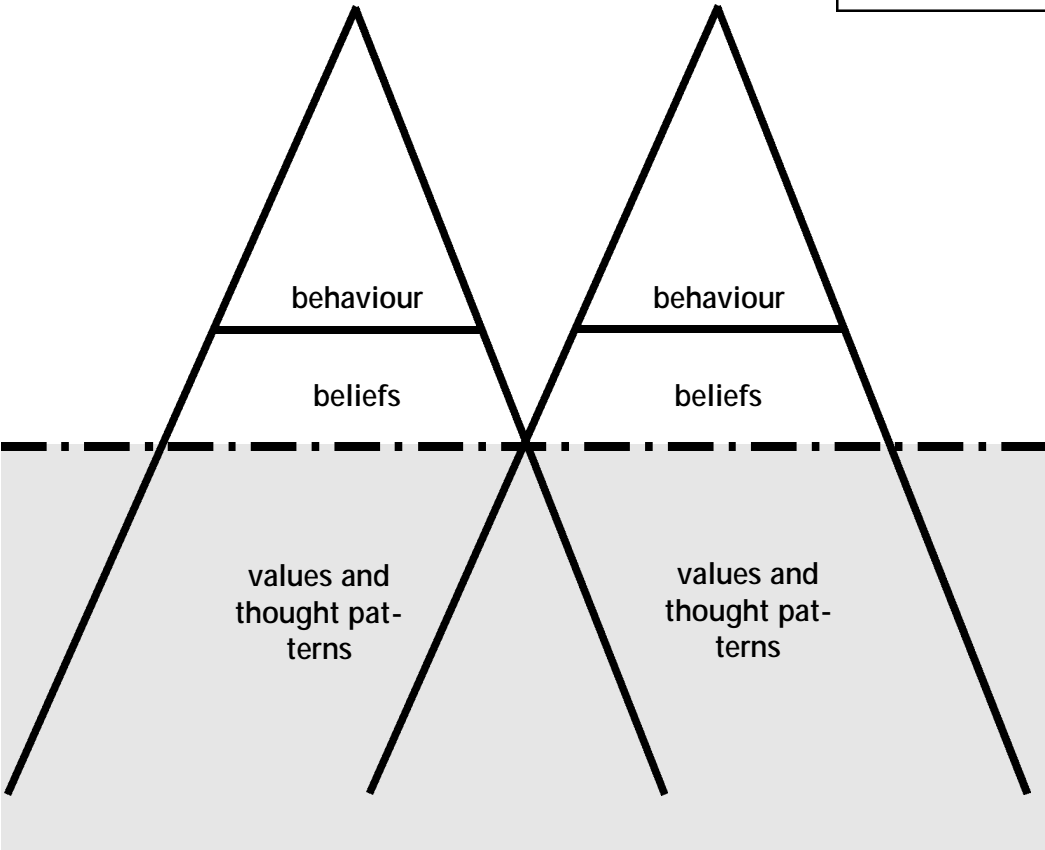 behaviour
behaviour
beliefs
beliefs
values and
thought pat-
terns
values and
thought pat-
terns